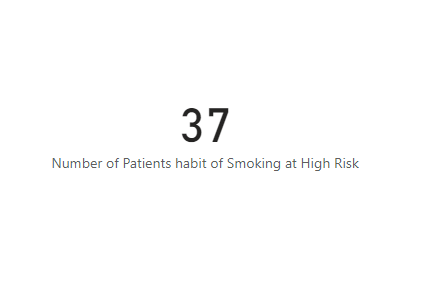 37
Number of Patients habit of Smoking at High Risk